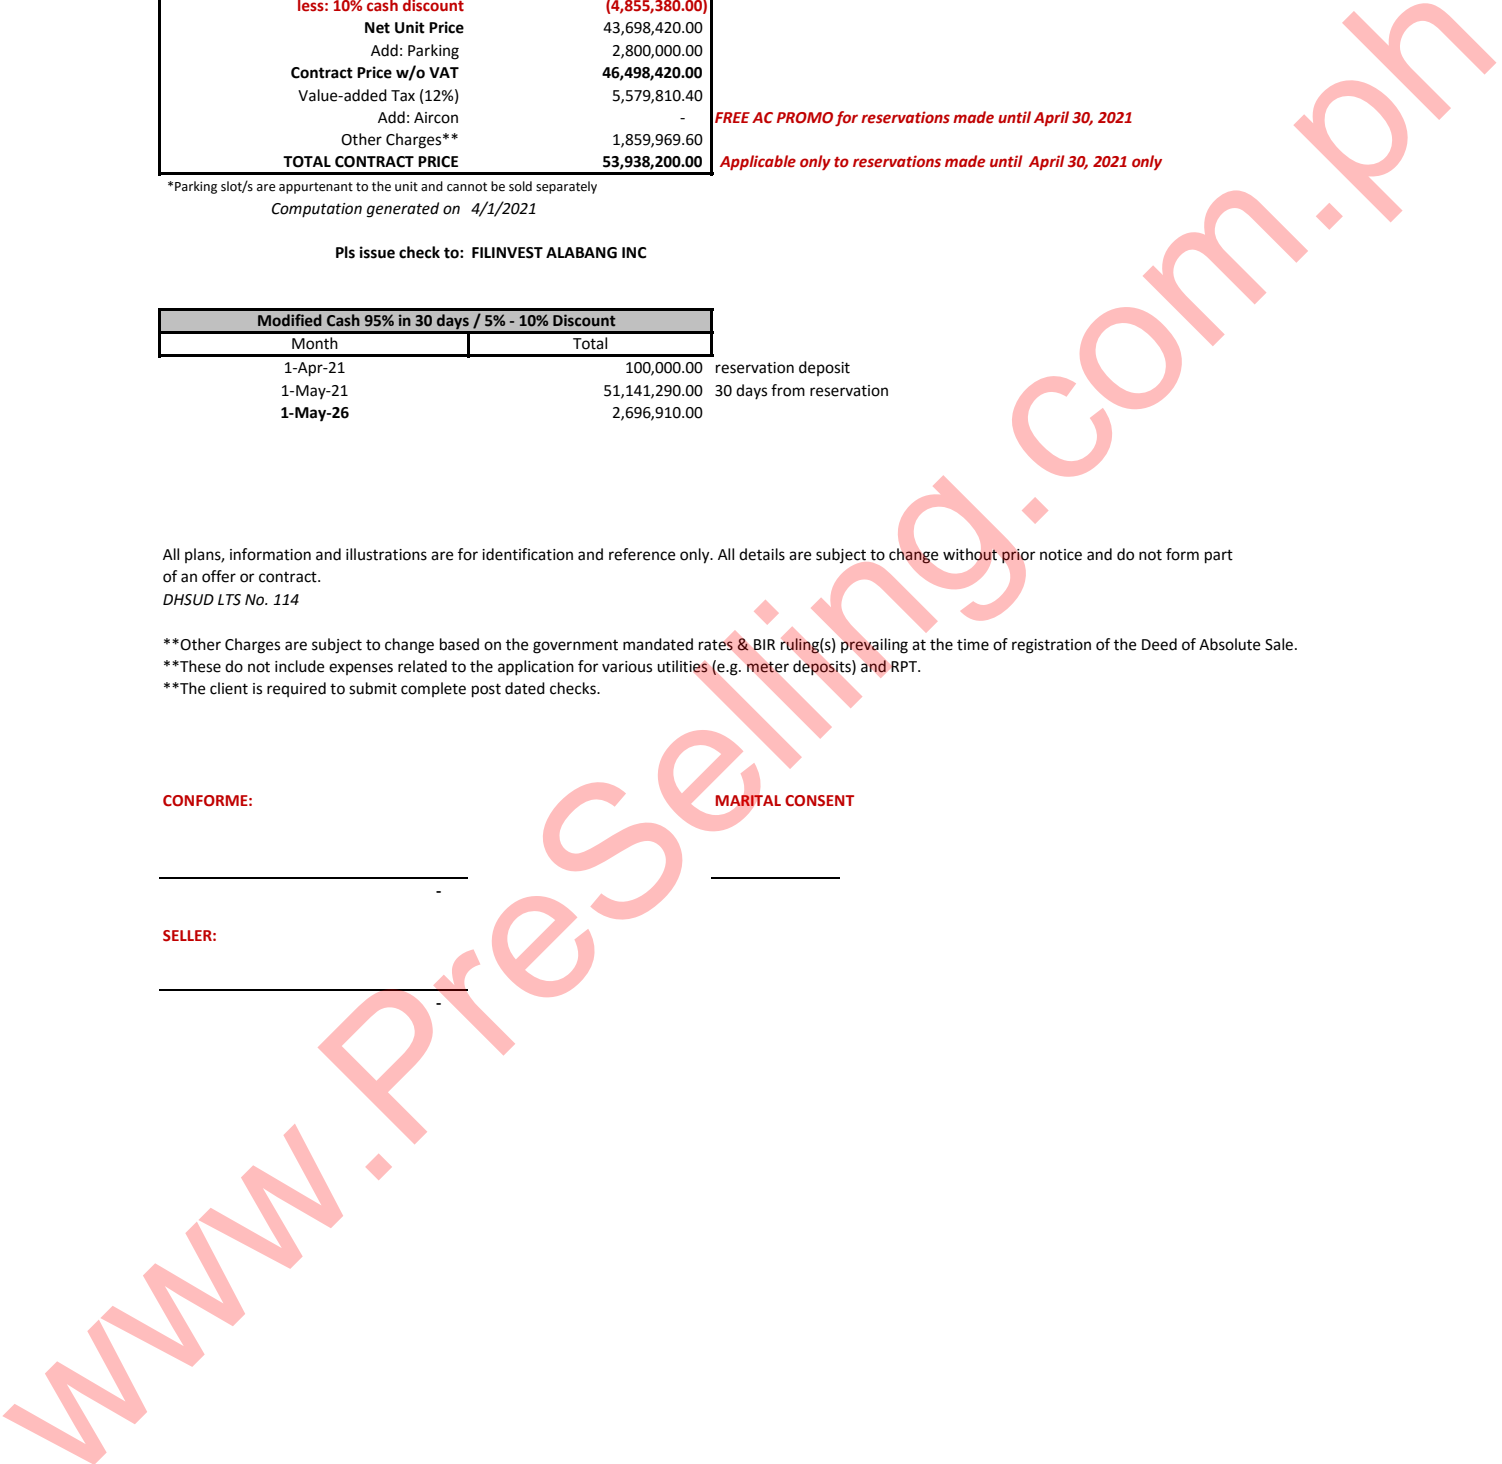 less: 10% cash discount (4,855,380.00)
Net Unit Price 43,698,420.00
Add: Parking 2,800,000.00
Contract Price w/o VAT 46,498,420.00
Value-added Tax (12%) 5,579,810.40
Add: Aircon - FREE AC PROMO for reservations made until April 30, 2021
Other Charges** 1,859,969.60
TOTAL CONTRACT PRICE 53,938,200.00 Applicable only to reservations made until April 30, 2021 only
*Parking slot/s are appurtenant to the unit and cannot be sold separately
Computation generated on 4/1/2021
Pls issue check to: FILINVEST ALABANG INC
Modified Cash 95% in 30 days / 5% - 10% Discount
Month Total
1-Apr-21 100,000.00 reservation deposit
1-May-21 51,141,290.00 30 days from reservation
1-May-26 2,696,910.00
All plans, information and illustrations are for identification and reference only. All details are subject to change without prior notice and do not form part
of an offer or contract.
DHSUD LTS No. 114
**Other Charges are subject to change based on the government mandated rates & BIR ruling(s) prevailing at the time of registration of the Deed of Absolute Sale.
**These do not include expenses related to the application for various utilities (e.g. meter deposits) and RPT.
**The client is required to submit complete post dated checks.
CONFORME: MARITAL CONSENT
-
SELLER:
-
www.PreSelling.com.ph